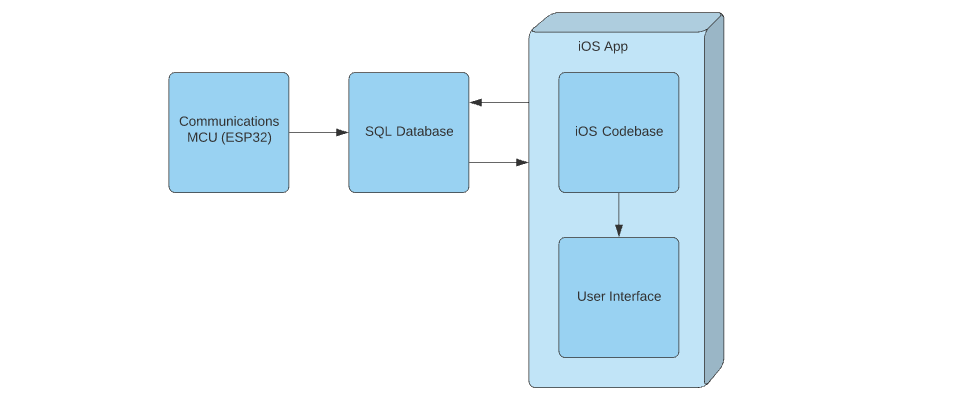 iOS App
Communications
MCU (ESP32)
SQL Database
iOS Codebase
User Interface